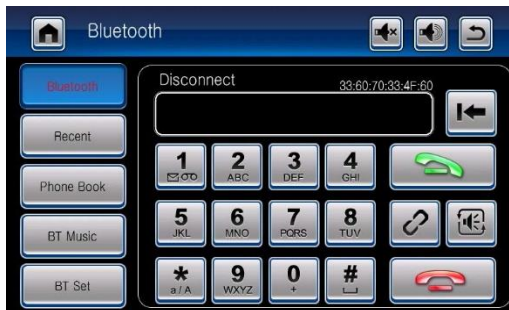 Bluetooth
Bluetooth
Recent
Phone Book
BT Music
BT Set
Disconnect 33:60:70:33:4F:60
1 2 3 4
ABC DEF GHI
5 6 7 8
JKL MNO PQRS TUV
* 9 0 #
a/A WXYZ +